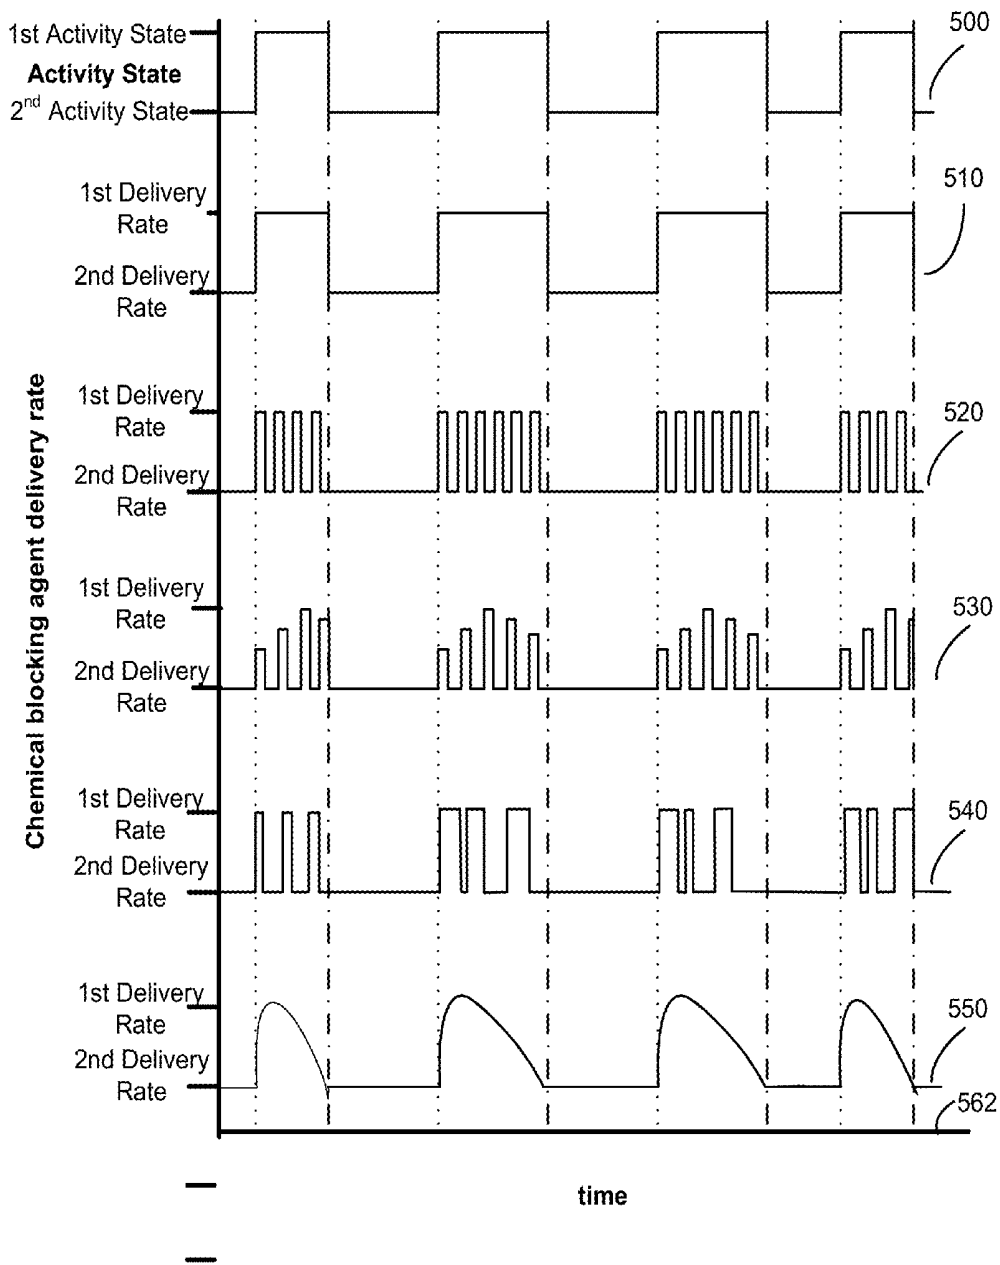 1st Activity State
500
Activity State
2nd Activity State
510
1st Delivery
Rate
2nd Delivery
Rate
Chemical blocking agent delivery rate
1st Delivery
Rate
520
2nd Delivery
Rate
1st Delivery
Rate
530
2nd Delivery
Rate
1st Delivery
Rate
540
2nd Delivery
Rate
1st Delivery
Rate
550
2nd Delivery
Rate
562
time